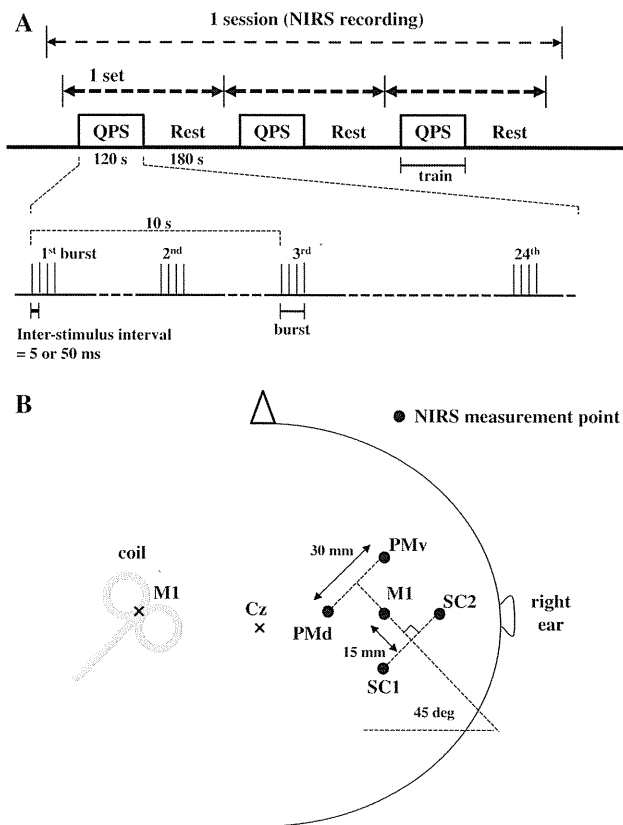 A
1 session (NIRS recording)
1 set
QPS Rest QPS Rest QPS Rest
120 s 180 s
train
10 s
1st burst 2nd 3rd 24th
burst
Inter-stimulus interval
= 5 or 50 ms
B
NIRS measurement point
coil
M1
30 mm
PMv
Cz
M1
SC2
right
ear
PMd
15 mm
SC1
45 deg